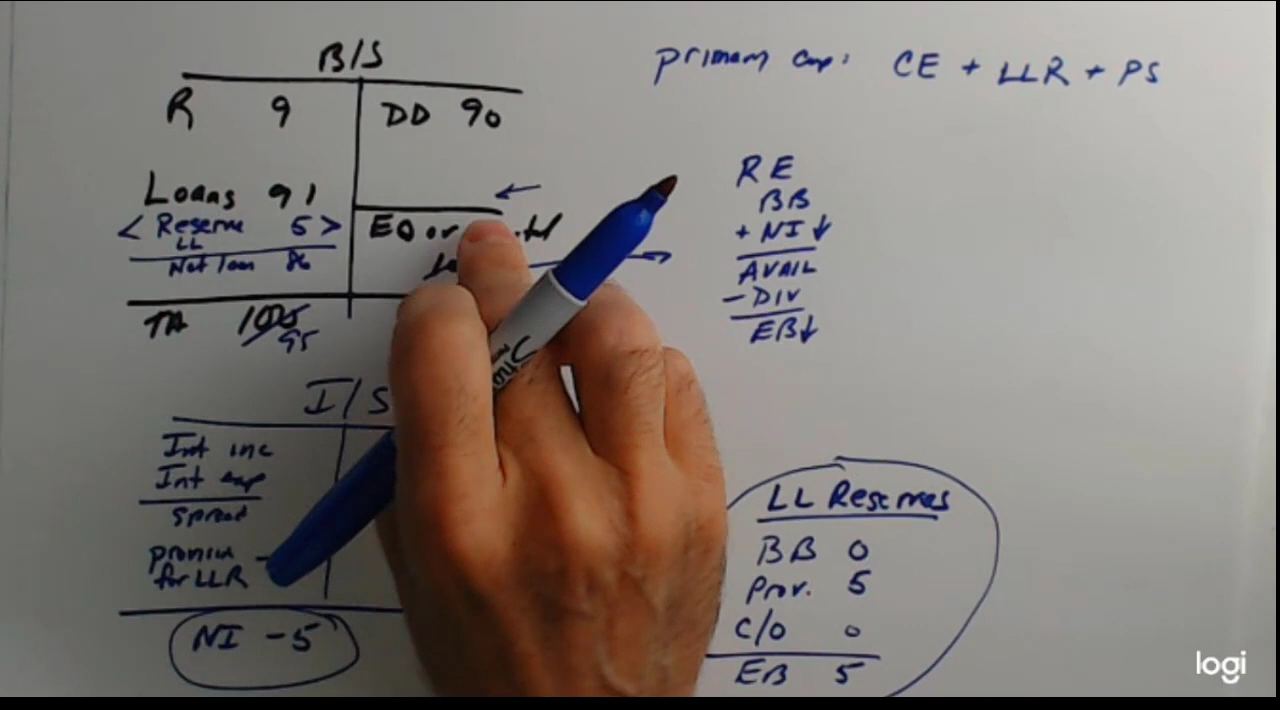 B/S
primary cap: CE + LLR + PS
R 9 DD 90
Loans 91
< Reserve 5 >
LL
Net loan 86
EQ or
TA 100
95
RE
BB
+ NI ↓
AVAIL
- DIV
EB ↓
I/S
Int inc
Int exp
Spread
for LLR
NI -5
LL Reserves
BB 0
Prov. 5
C/O 0
EB 5
logi